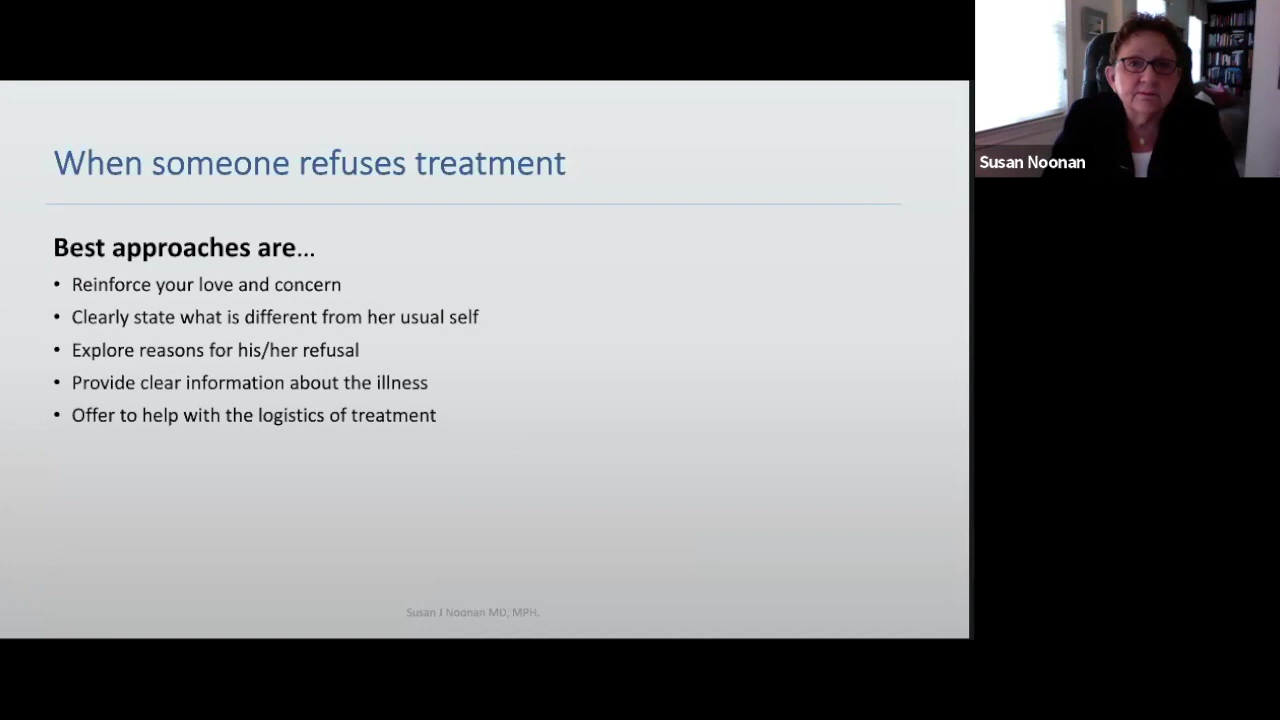 When someone refuses treatment
Best approaches are...
• Reinforce your love and concern
• Clearly state what is different from her usual self
• Explore reasons for his/her refusal
• Provide clear information about the illness
• Offer to help with the logistics of treatment
Susan J Noonan MD, MPH.
Susan Noonan